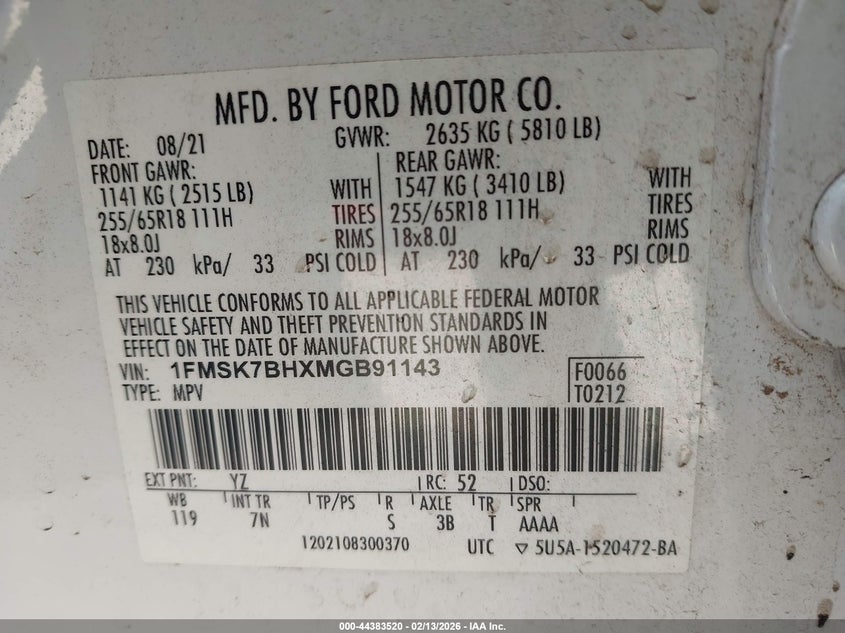 MFD. BY FORD MOTOR CO.
DATE: 08/21 GVWR: 2635 KG ( 5810 LB)
FRONT GAWR: REAR GAWR:
1141 KG ( 2515 LB) WITH 1547 KG ( 3410 LB) WITH
255/65R18 111H TIRES 255/65R18 111H TIRES
18x8.0J RIMS 18x8.0J RIMS
AT 230 kPa/ 33 PSI COLD AT 230 kPa/ 33 PSI COLD
THIS VEHICLE CONFORMS TO ALL APPLICABLE FEDERAL MOTOR
VEHICLE SAFETY AND THEFT PREVENTION STANDARDS IN
EFFECT ON THE DATE OF MANUFACTURE SHOWN ABOVE.
VIN: 1FMSK7BHXMGB91143 F0066
TYPE: MPV T0212
EXT PNT: YZ RC: 52 DSO:
WB INT TR TP/PS R AXLE TR SPR
119 7N S 3B T AAAA
1202108300370 UTC ▽ 5U5A-1520472-BA
000-44383520 - 02/13/2026 - IAA Inc.